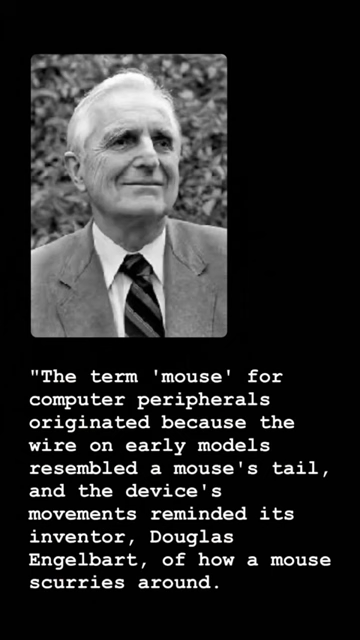 "The term 'mouse' for
computer peripherals
originated because the
wire on early models
resembled a mouse's tail,
and the device's
movements reminded its
inventor, Douglas
Engelbart, of how a mouse
scurries around.